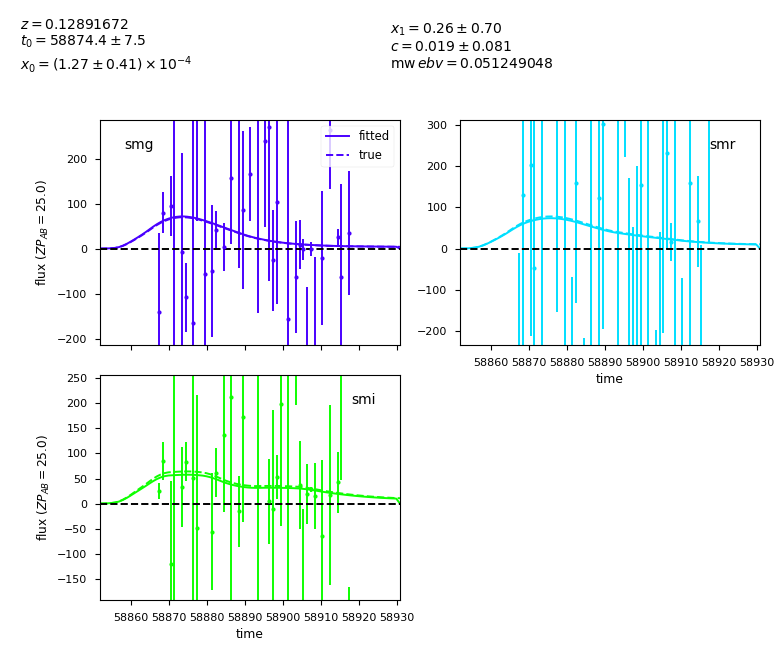 z = 0.12891672
t₀ = 58874.4 ± 7.5
x₀ = (1.27 ± 0.41) × 10⁻⁴
x₁ = 0.26 ± 0.70
c = 0.019 ± 0.081
mw ebv = 0.051249048
smg
fitted
true
200
100
0
−100
−200
flux (ZP_AB = 25.0)
smr
300
200
100
0
−100
−200
58860 58870 58880 58890 58900 58910 58920 58930
time
smi
250
200
150
100
50
0
−50
−100
−150
flux (ZP_AB = 25.0)
58860 58870 58880 58890 58900 58910 58920 58930
time